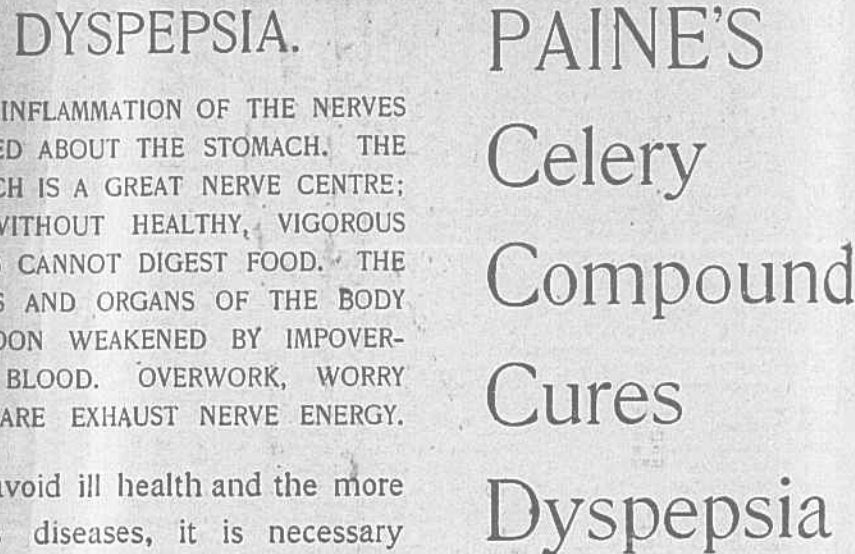 DYSPEPSIA.
INFLAMMATION OF THE NERVES
ED ABOUT THE STOMACH. THE
CH IS A GREAT NERVE CENTRE;
WITHOUT HEALTHY, VIGOROUS
CANNOT DIGEST FOOD. THE
S AND ORGANS OF THE BODY
OON WEAKENED BY IMPOVER-
BLOOD. OVERWORK, WORRY
ARE EXHAUST NERVE ENERGY.
avoid ill health and the more
diseases, it is necessary
PAINE'S
Celery
Compound
Cures
Dyspepsia